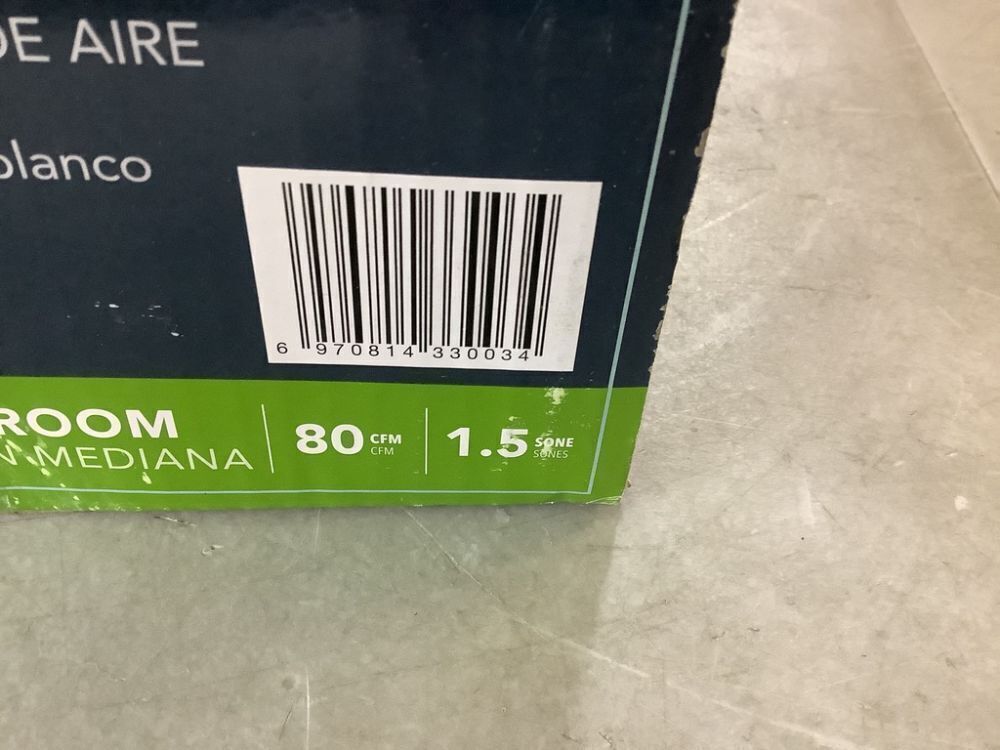 DE AIRE
blanco
6 970814 330034
ROOM
N MEDIANA
80 CFM
CFM
1.5 SONE
SONES